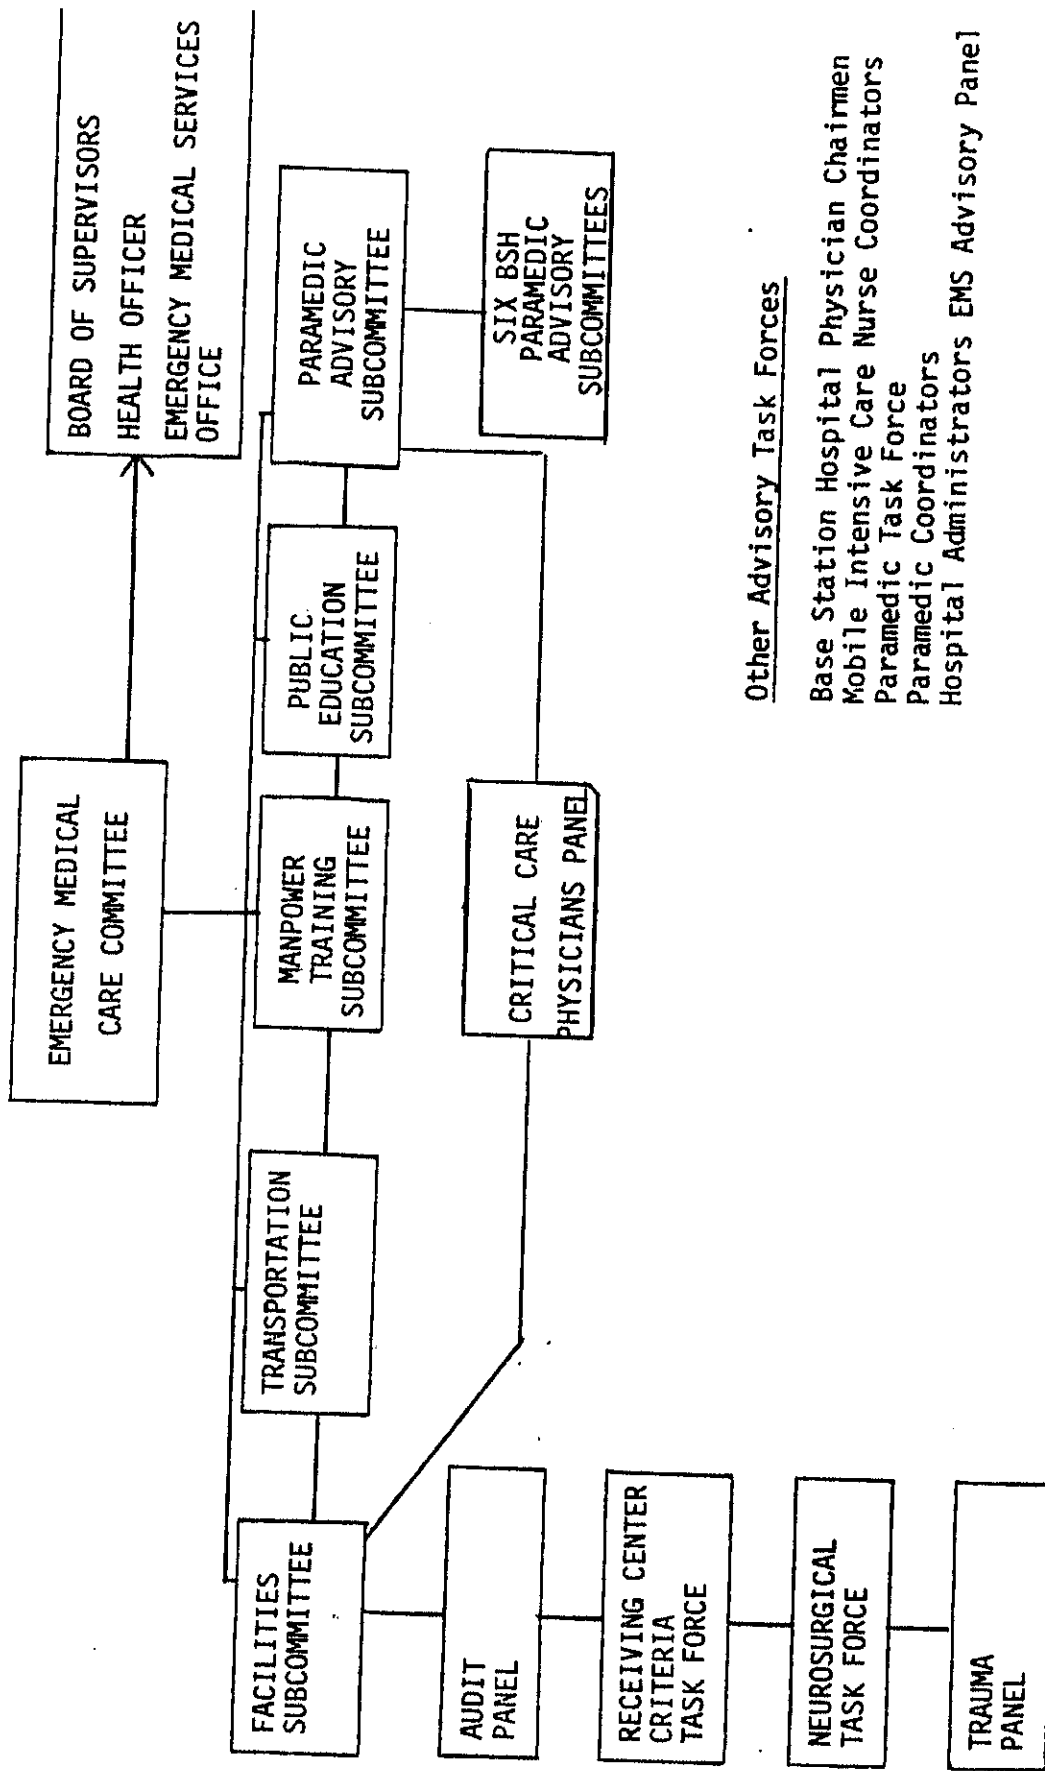 BOARD OF SUPERVISORS
HEALTH OFFICER
EMERGENCY MEDICAL SERVICES
OFFICE
EMERGENCY MEDICAL
CARE COMMITTEE
FACILITIES
SUBCOMMITTEE
TRANSPORTATION
SUBCOMMITTEE
MANPOWER
TRAINING
SUBCOMMITTEE
PUBLIC
EDUCATION
SUBCOMMITTEE
PARAMEDIC
ADVISORY
SUBCOMMITTEE
AUDIT
PANEL
CRITICAL CARE
PHYSICIANS PANEL
SIX BSH
PARAMEDIC
ADVISORY
SUBCOMMITTEES
RECEIVING CENTER
CRITERIA
TASK FORCE
NEUROSURGICAL
TASK FORCE
TRAUMA
PANEL
Other Advisory Task Forces
Base Station Hospital Physician Chairmen
Mobile Intensive Care Nurse Coordinators
Paramedic Task Force
Paramedic Coordinators
Hospital Administrators EMS Advisory Panel